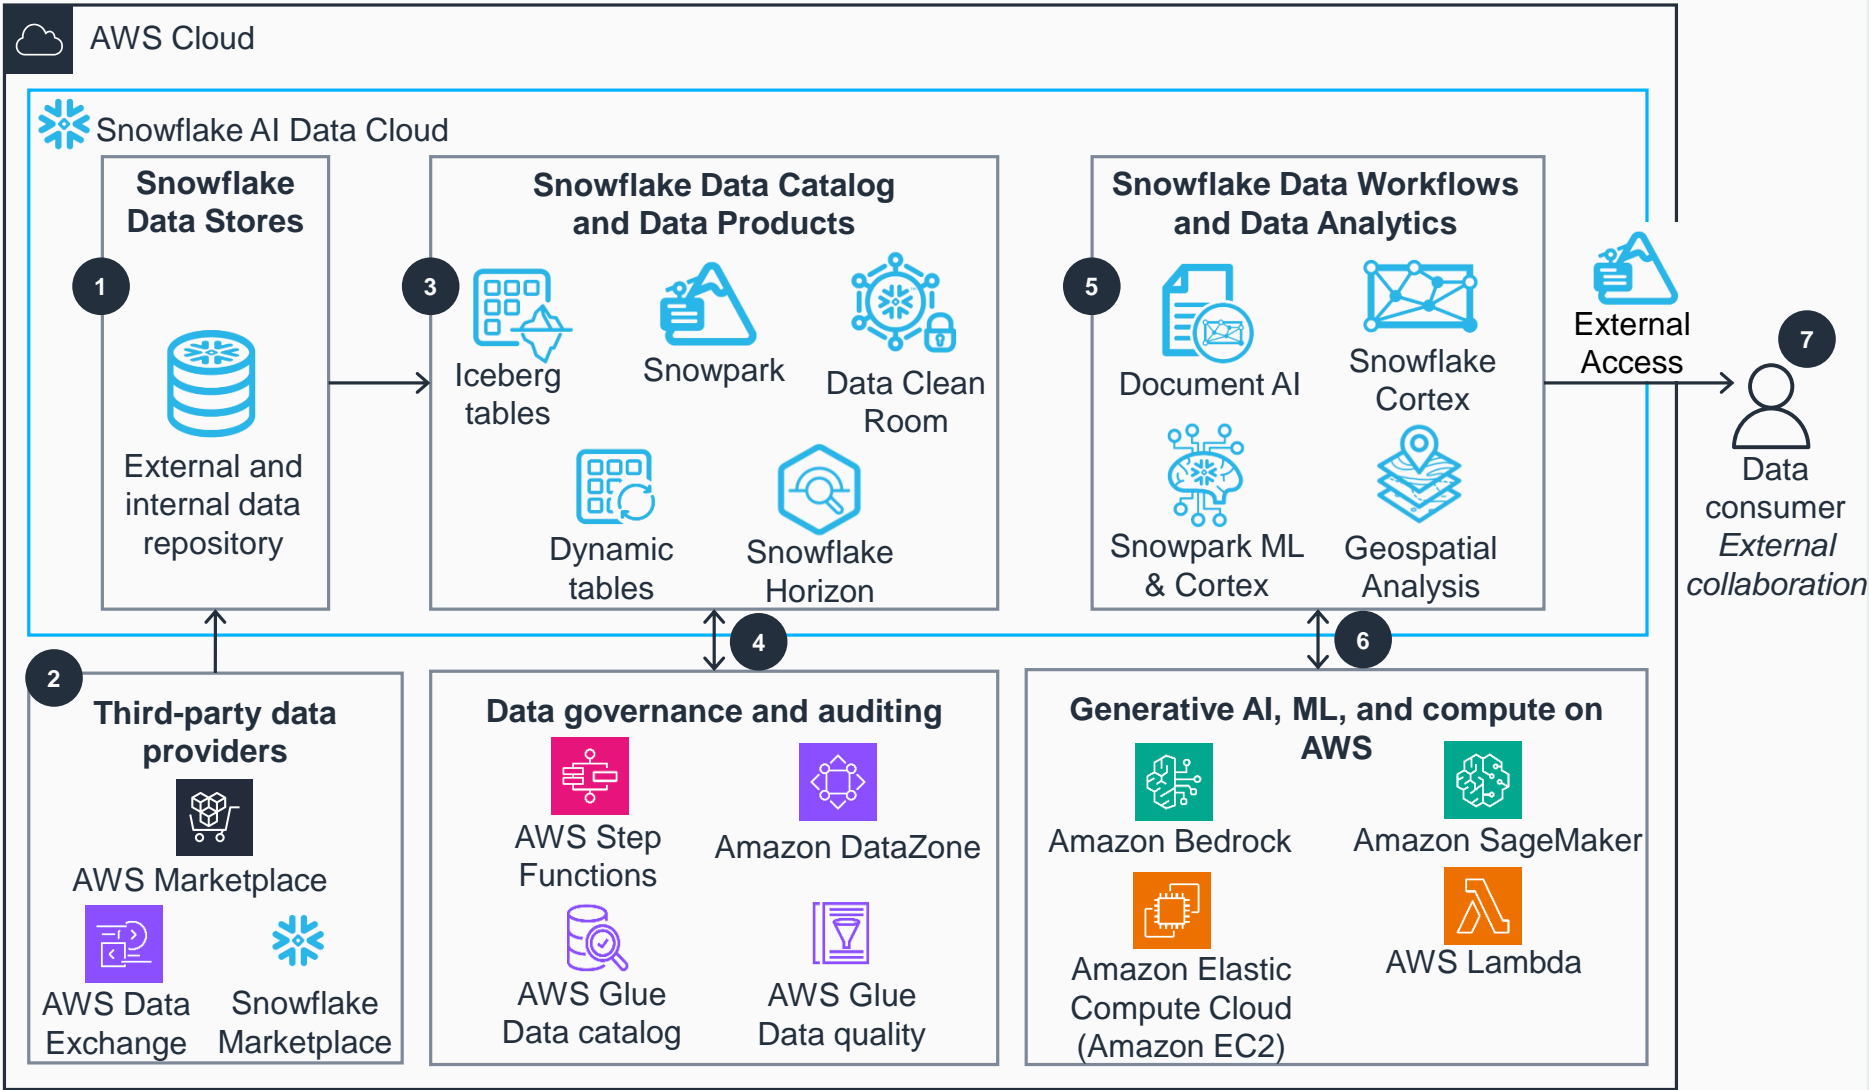 AWS Cloud
Snowflake AI Data Cloud
Snowflake
Data Stores
1
External and
internal data
repository
Snowflake Data Catalog
and Data Products
3
Iceberg
tables
Snowpark
Data Clean
Room
Dynamic
tables
Snowflake
Horizon
Snowflake Data Workflows
and Data Analytics
5
Document AI
Snowflake
Cortex
Snowpark ML
& Cortex
Geospatial
Analysis
External
Access
7
Data
consumer
External
collaboration
2
Third-party data
providers
AWS Marketplace
AWS Data
Exchange
Snowflake
Marketplace
4
Data governance and auditing
AWS Step
Functions
Amazon DataZone
AWS Glue
Data catalog
AWS Glue
Data quality
6
Generative AI, ML, and compute on
AWS
Amazon Bedrock
Amazon SageMaker
Amazon Elastic
Compute Cloud
(Amazon EC2)
AWS Lambda